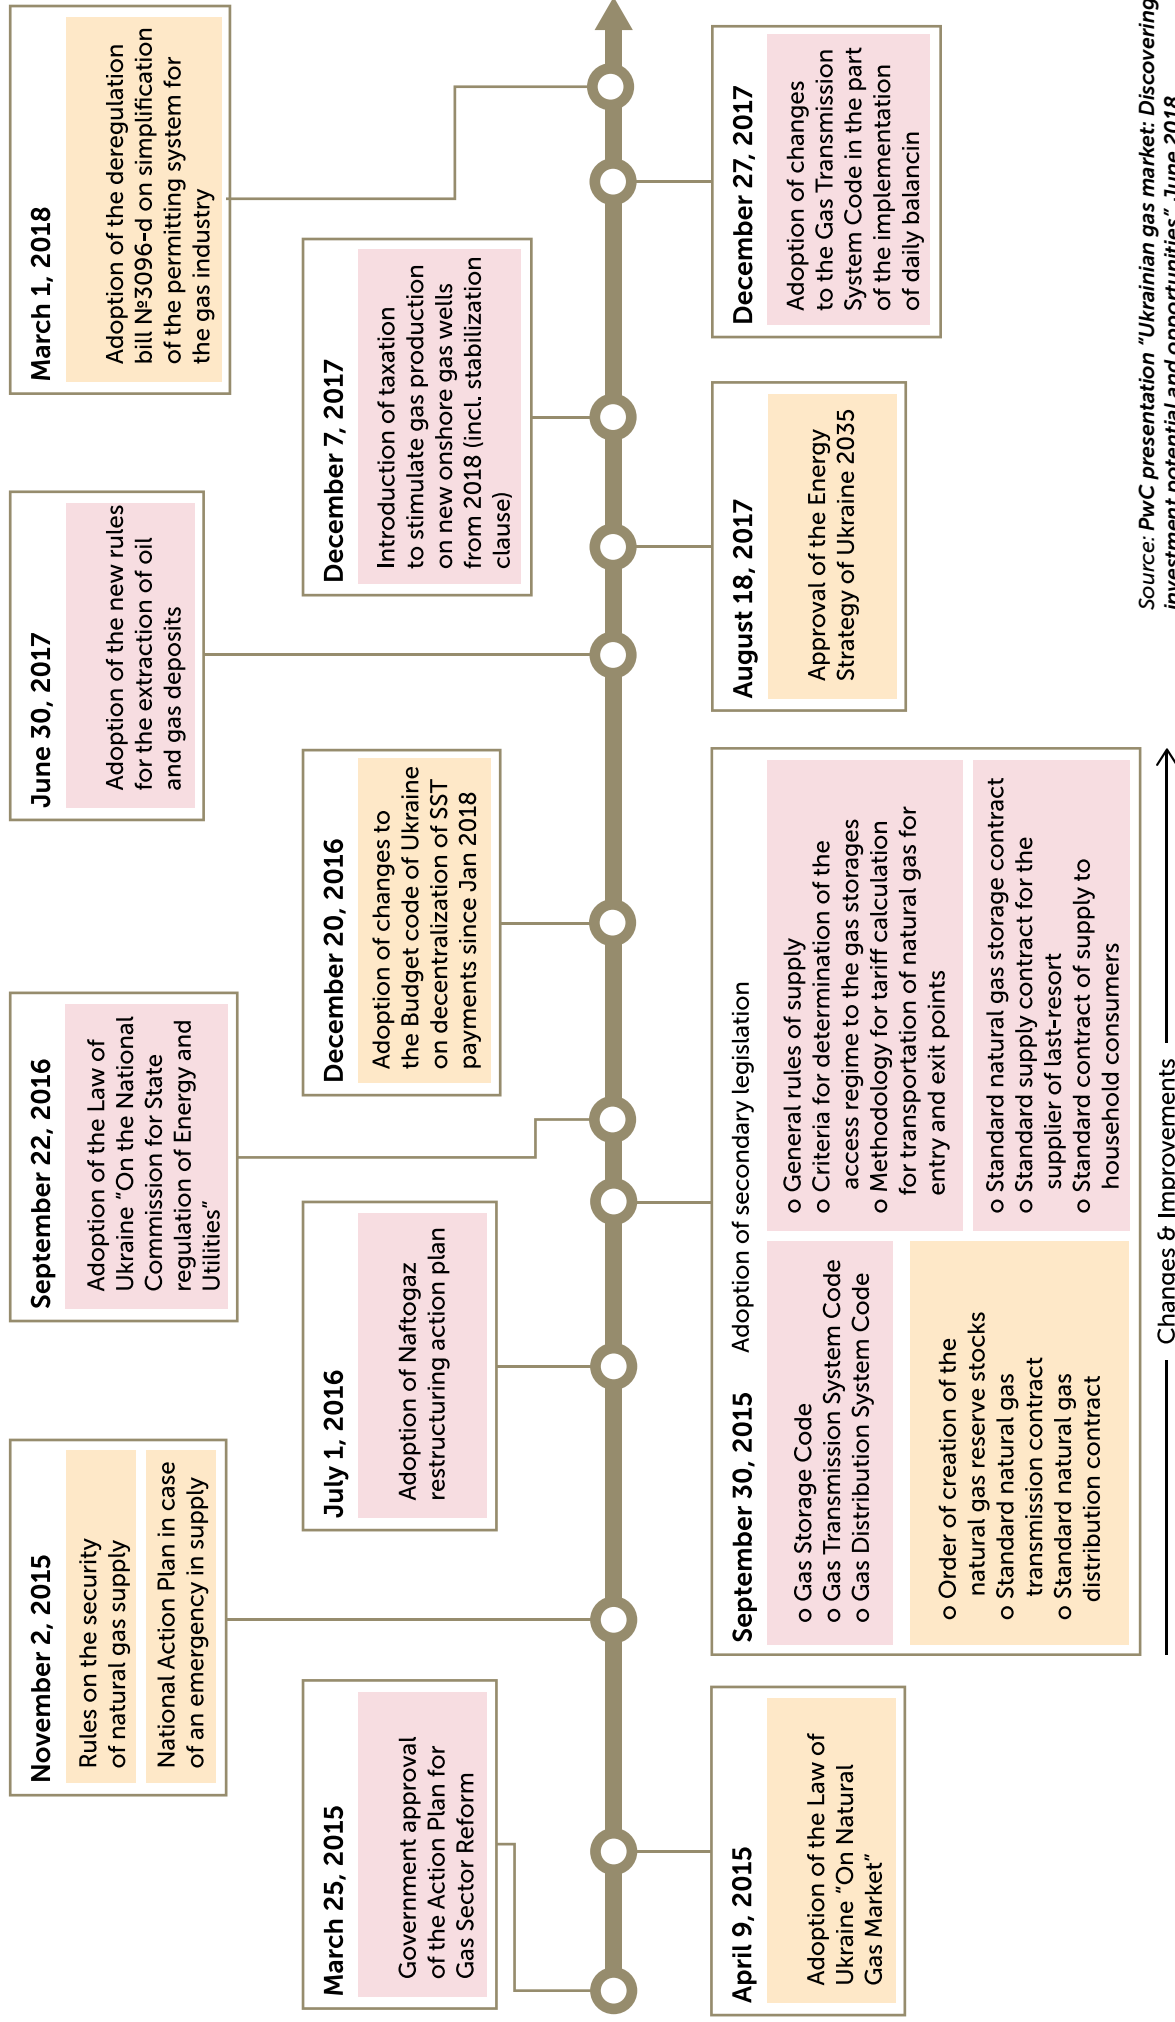 March 25, 2015
Government approval
of the Action Plan for
Gas Sector Reform
April 9, 2015
Adoption of the Law of
Ukraine “On Natural
Gas Market”
September 30, 2015
Adoption of secondary legislation
o Gas Storage Code
o Gas Transmission System Code
o Gas Distribution System Code
o Order of creation of the
natural gas reserve stocks
o Standard natural gas
transmission contract
o Standard natural gas
distribution contract
o General rules of supply
o Criteria for determination of the
access regime to the gas storages
o Methodology for tariff calculation
for transportation of natural gas for
entry and exit points
o Standard natural gas storage contract
o Standard supply contract for the
supplier of last-resort
o Standard contract of supply to
household consumers
November 2, 2015
Rules on the security
of natural gas supply
National Action Plan in case
of an emergency in supply
July 1, 2016
Adoption of Naftogaz
restructuring action plan
September 22, 2016
Adoption of the Law of
Ukraine “On the National
Commission for State
regulation of Energy and
Utilities”
December 20, 2016
Adoption of changes to
the Budget code of Ukraine
on decentralization of SST
payments since Jan 2018
June 30, 2017
Adoption of the new rules
for the extraction of oil
and gas deposits
August 18, 2017
Approval of the Energy
Strategy of Ukraine 2035
December 7, 2017
Introduction of taxation
to stimulate gas production
on new onshore gas wells
from 2018 (incl. stabilization
clause)
December 27, 2017
Adoption of changes
to the Gas Transmission
System Code in the part
of the implementation
of daily balancin
March 1, 2018
Adoption of the deregulation
bill №3096-d on simplification
of the permitting system for
the gas industry
Changes & Improvements
Source: PwC presentation “Ukrainian gas market: Discovering
investment potential and opportunities” June 2018